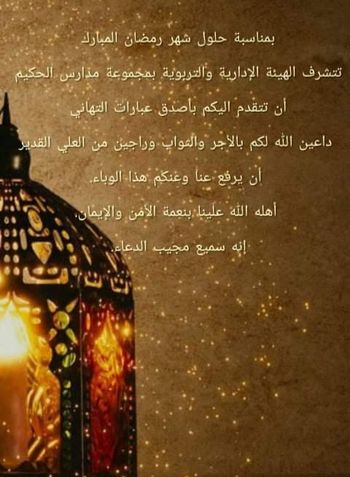 بمناسبة حلول شهر رمضان المبارك
تتشرف الهيئة الإدارية والتربوية بمجموعة مدارس الحكيم
أن تتقدم اليكم بأصدق عبارات التهاني
داعين الله لكم بالأجر والثواب وراجين من العلي القدير
أن يرفع عنا وعنكم هذا الوباء.
أهله الله علينا بنعمة الأمن والإيمان.
إنه سميع مجيب الدعاء.